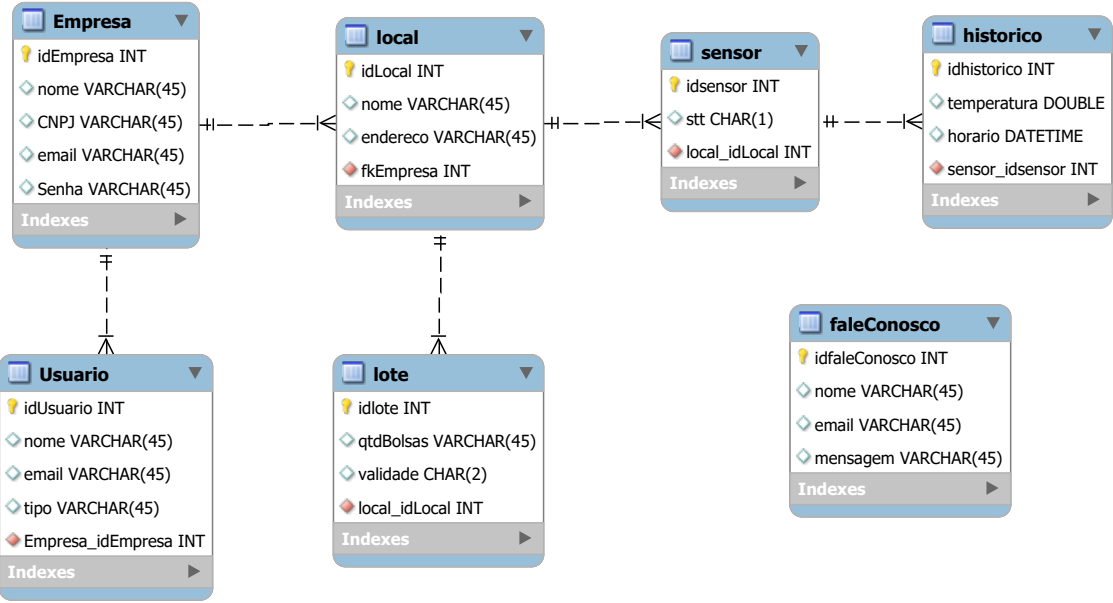 Empresa
idEmpresa INT
nome VARCHAR(45)
CNPJ VARCHAR(45)
email VARCHAR(45)
Senha VARCHAR(45)
Indexes
local
idLocal INT
nome VARCHAR(45)
endereco VARCHAR(45)
fkEmpresa INT
Indexes
sensor
idsensor INT
stt CHAR(1)
local_idLocal INT
Indexes
historico
idhistorico INT
temperatura DOUBLE
horario DATETIME
sensor_idsensor INT
Indexes
Usuario
idUsuario INT
nome VARCHAR(45)
email VARCHAR(45)
tipo VARCHAR(45)
Empresa_idEmpresa INT
Indexes
lote
idlote INT
qtdBolsas VARCHAR(45)
validade CHAR(2)
local_idLocal INT
Indexes
faleConosco
idfaleConosco INT
nome VARCHAR(45)
email VARCHAR(45)
mensagem VARCHAR(45)
Indexes